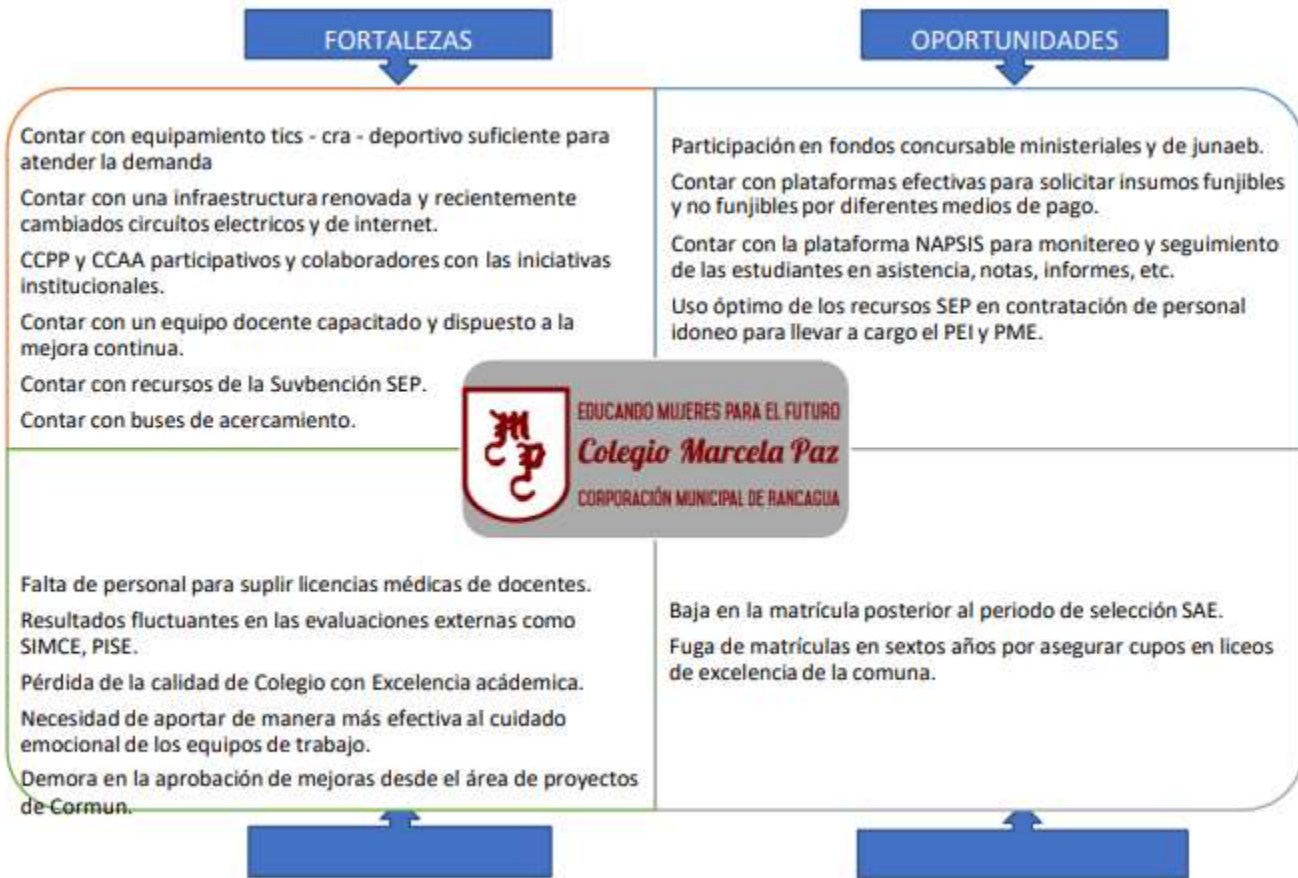 FORTALEZAS
OPORTUNIDADES
Contar con equipamiento tics - cra - deportivo suficiente para
atender la demanda
Contar con una infraestructura renovada y recientemente
cambiados circuítos electricos y de internet.
CCPP y CCAA participativos y colaboradores con las iniciativas
institucionales.
Contar con un equipo docente capacitado y dispuesto a la
mejora continua.
Contar con recursos de la Suvbención SEP.
Contar con buses de acercamiento.
Participación en fondos concursable ministeriales y de junaeb.
Contar con plataformas efectivas para solicitar insumos funjibles
y no funjibles por diferentes medios de pago.
Contar con la plataforma NAPSIS para monitereo y seguimiento
de las estudiantes en asistencia, notas, informes, etc.
Uso óptimo de los recursos SEP en contratación de personal
idoneo para llevar a cargo el PEI y PME.
MPC
EDUCANDO MUJERES PARA EL FUTURO
Colegio Marcela Paz
CORPORACIÓN MUNICIPAL DE RANCAGUA
Falta de personal para suplir licencias médicas de docentes.
Resultados fluctuantes en las evaluaciones externas como
SIMCE, PISE.
Pérdida de la calidad de Colegio con Excelencia acádemica.
Necesidad de aportar de manera más efectiva al cuidado
emocional de los equipos de trabajo.
Demora en la aprobación de mejoras desde el área de proyectos
de Cormun.
Baja en la matrícula posterior al periodo de selección SAE.
Fuga de matrículas en sextos años por asegurar cupos en liceos
de excelencia de la comuna.